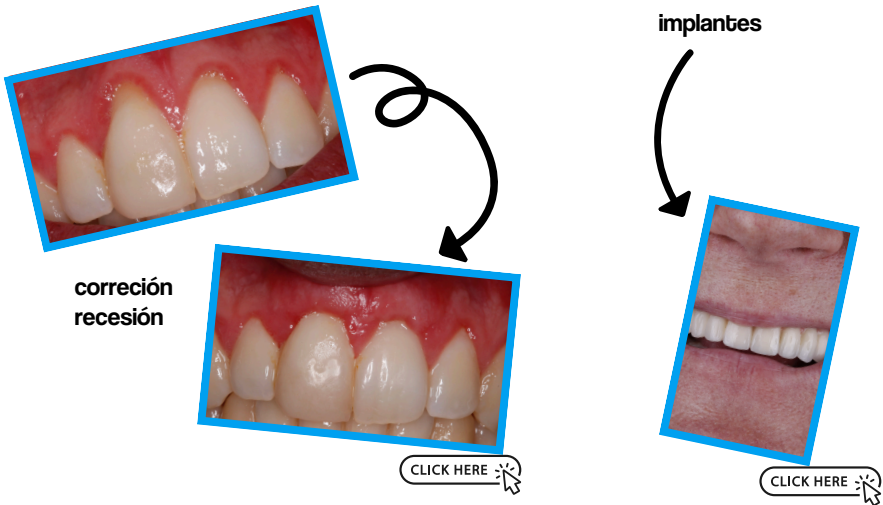 implantes
correción
recesión
CLICK HERE
CLICK HERE